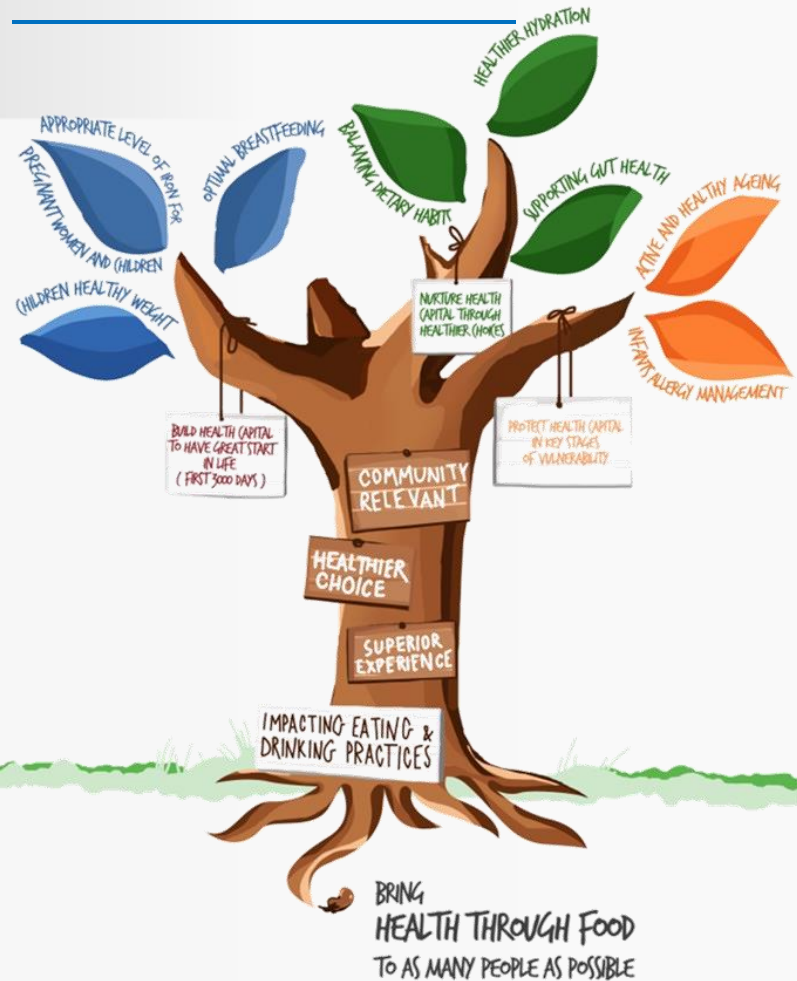 HEALTHIER HYDRATION
APPROPRIATE LEVEL OF IRON FOR
PREGNANT WOMEN AND CHILDREN
OPTIMAL BREASTFEEDING
BALANCING DIETARY HABIT
SUPPORTING GUT HEALTH
ACTIVE AND HEALTHY AGEING
CHILDREN HEALTHY WEIGHT
INFANTS ALLERGY MANAGEMENT
NURTURE HEALTH
CAPITAL THROUGH
HEALTHIER CHOICES
BUILD HEALTH CAPITAL
TO HAVE GREAT START
IN LIFE
( FIRST 3000 DAYS )
PROTECT HEALTH CAPITAL
IN KEY STAGES
OF VULNERABILITY
COMMUNITY
RELEVANT
HEALTHIER
CHOICE
SUPERIOR
EXPERIENCE
IMPACTING EATING &
DRINKING PRACTICES
BRING
HEALTH THROUGH FOOD
TO AS MANY PEOPLE AS POSSIBLE